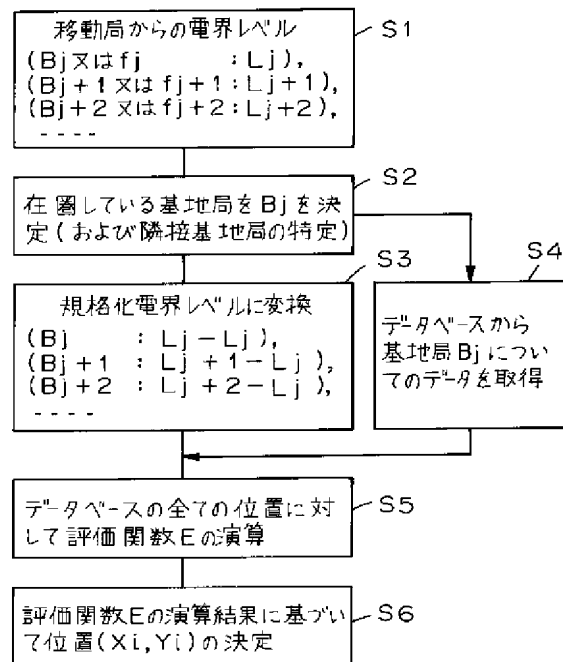 移動局からの電界レベル
(Bj又はfj :Lj),
(Bj+1又はfj+1:Lj+1),
(Bj+2又はfj+2:Lj+2),
----
S1
在圏している基地局をBjを決
定(および隣接基地局の特定)
S2
規格化電界レベルに変換
(Bj :Lj-Lj),
(Bj+1 :Lj+1-Lj),
(Bj+2 :Lj+2-Lj),
----
S3
データベースから
基地局Bjについ
てのデータを取得
S4
データベースの全ての位置に対
して評価関数Eの演算
S5
評価関数Eの演算結果に基づい
て位置(Xi,Yi)の決定
S6